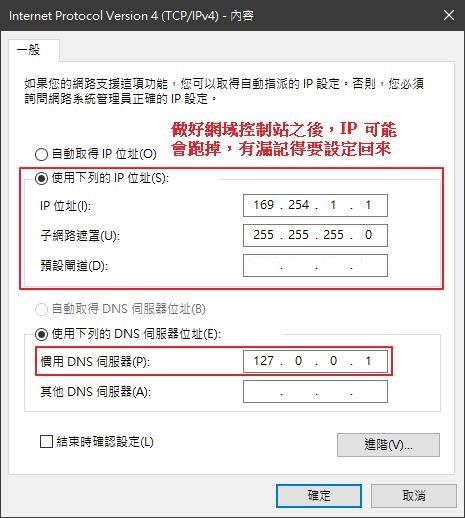 Internet Protocol Version 4 (TCP/IPv4) - 內容
一般
如果您的網路支援這項功能，您可以取得自動指派的 IP 設定。否則，您必須
詢問網路系統管理員正確的 IP 設定。
做好網域控制站之後，IP 可能
會跑掉，有漏記得要設定回來
自動取得 IP 位址(O)
使用下列的 IP 位址(S):
IP 位址(I):
169 . 254 . 1 . 1
子網路遮罩(U):
255 . 255 . 255 . 0
預設閘道(D):
. . .
自動取得 DNS 伺服器位址(B)
使用下列的 DNS 伺服器位址(E):
慣用 DNS 伺服器(P):
127 . 0 . 0 . 1
其他 DNS 伺服器(A):
. . .
結束時確認設定(L)
進階(V)...
確定
取消